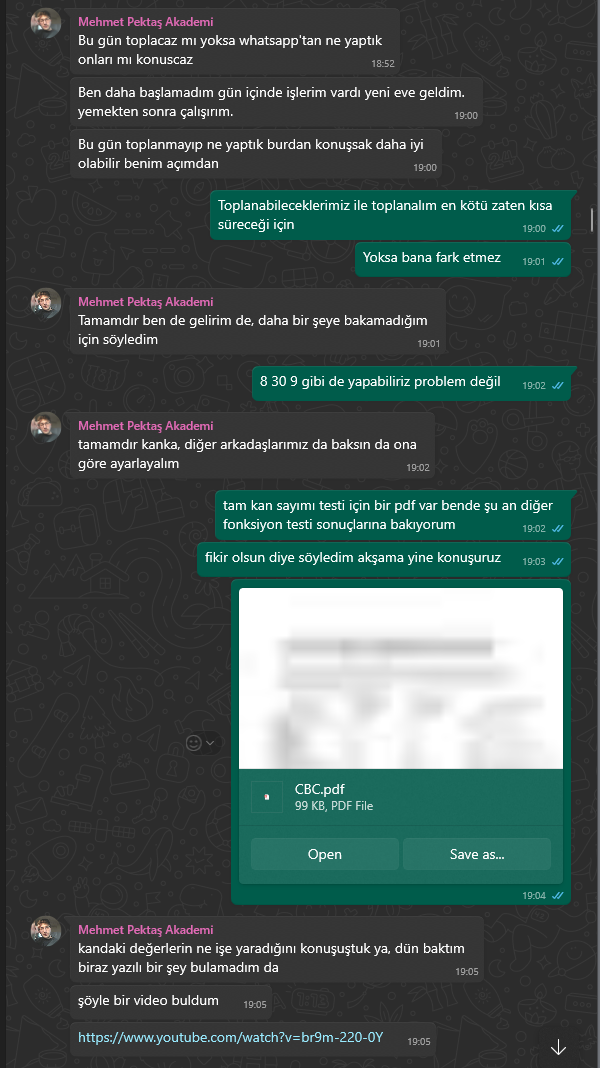 Mehmet Pektaş Akademi
Bu gün toplacaz mı yoksa whatsapp'tan ne yaptık
onları mı konuscaz
18:52
Ben daha başlamadım gün içinde işlerim vardı yeni eve geldim.
yemekten sonra çalışırım.
19:00
Bu gün toplanmayıp ne yaptık burdan konuşsak daha iyi
olabilir benim açımdan
19:00
Toplanabileceklerimiz ile toplanalım en kötü zaten kısa
süreceği için
19:00
Yoksa bana fark etmez
19:01
Mehmet Pektaş Akademi
Tamamdır ben de gelirim de, daha bir şeye bakamadığım
için söyledim
19:01
8 30 9 gibi de yapabiliriz problem değil
19:02
Mehmet Pektaş Akademi
tamamdır kanka, diğer arkadaşlarımız da baksın da ona
göre ayarlayalım
19:02
tam kan sayımı testi için bir pdf var bende şu an diğer
fonksiyon testi sonuçlarına bakıyorum
19:02
fikir olsun diye söyledim akşama yine konuşuruz
19:03
CBC.pdf
99 KB, PDF File
Open
Save as...
19:04
Mehmet Pektaş Akademi
kandaki değerlerin ne işe yaradığını konuşuştuk ya, dün baktım
biraz yazılı bir şey bulamadım da
19:05
şöyle bir video buldum
19:05
https://www.youtube.com/watch?v=br9m-220-0Y
19:05